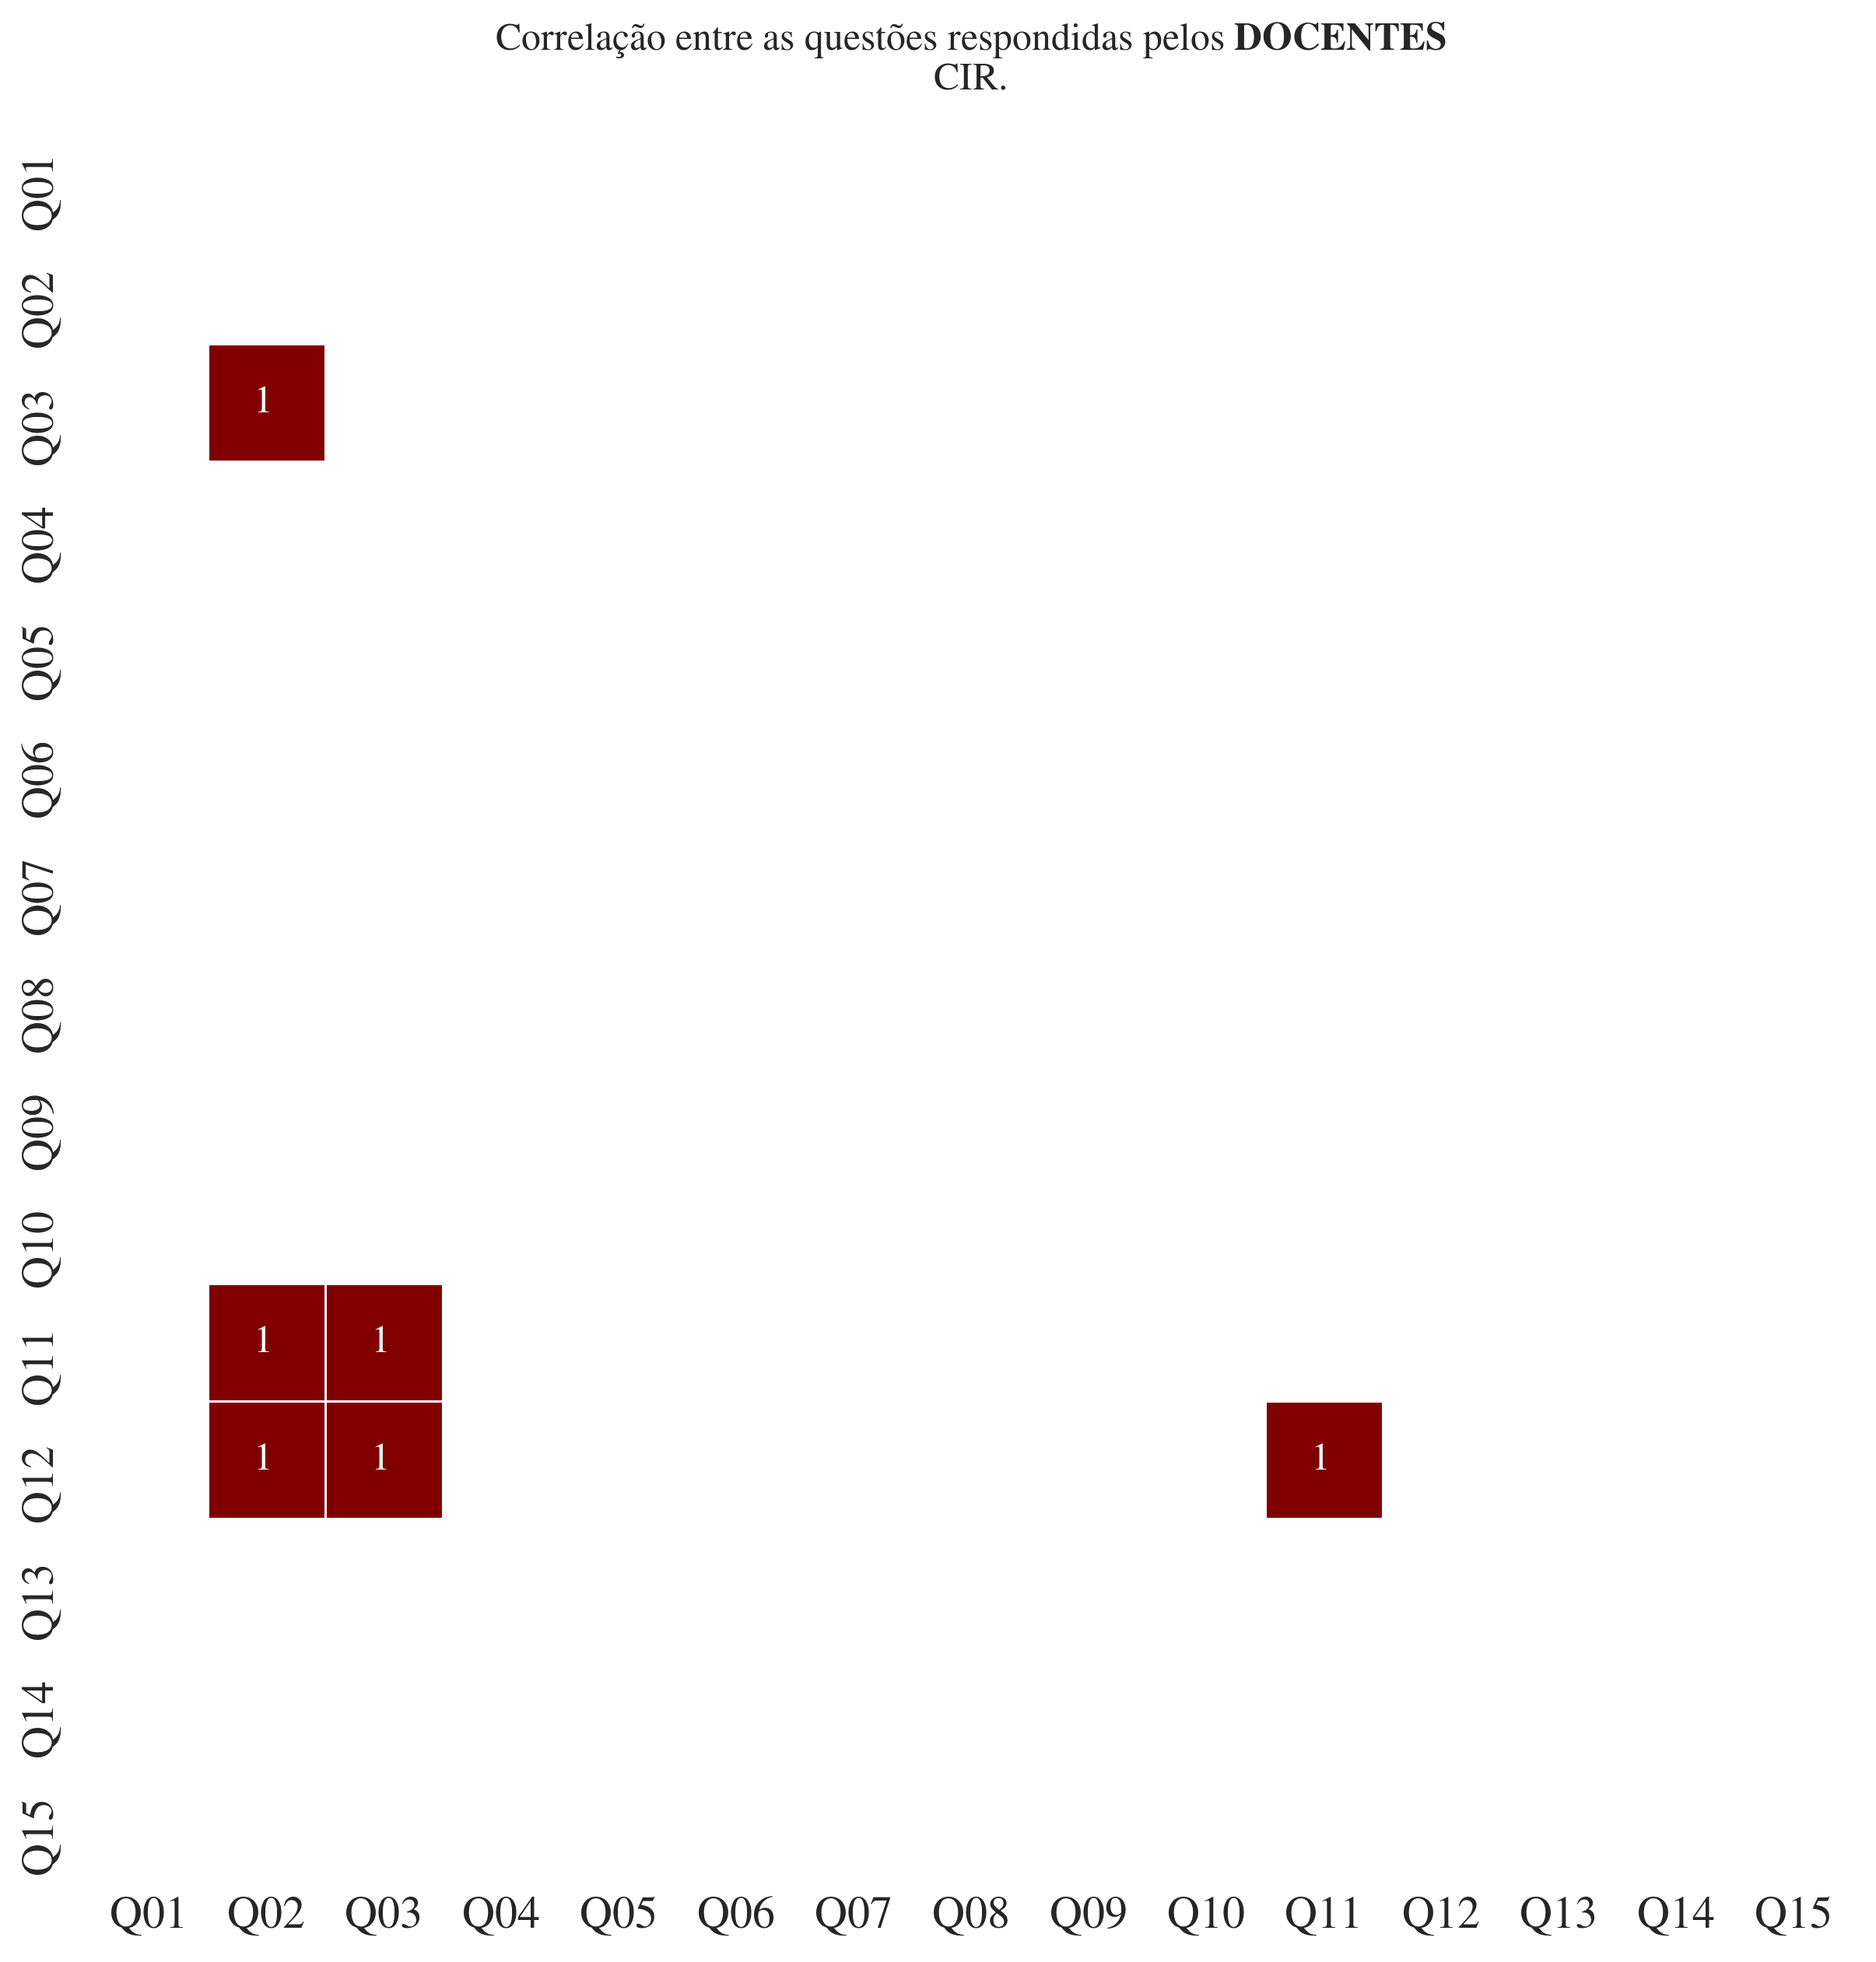 Correlação entre as questões respondidas pelos DOCENTES
CIR.
Q01
Q02
Q03
1
Q04
Q05
Q06
Q07
Q08
Q09
Q10
Q11
1 1
Q12
1 1 1
Q13
Q14
Q15
Q01 Q02 Q03 Q04 Q05 Q06 Q07 Q08 Q09 Q10 Q11 Q12 Q13 Q14 Q15